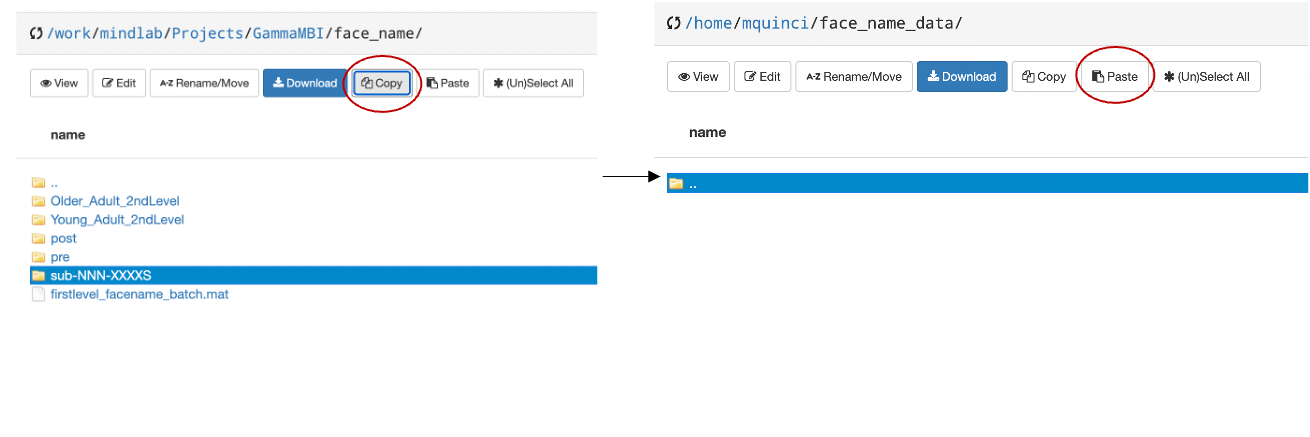 /work/mindlab/Projects/GammaMBI/face_name/
View Edit A-Z Rename/Move Download Copy Paste (Un)Select All
name
..
Older_Adult_2ndLevel
Young_Adult_2ndLevel
post
pre
sub-NNN-XXXXS
firstlevel_facename_batch.mat
/home/mquinci/face_name_data/
View Edit A-Z Rename/Move Download Copy Paste (Un)Select All
name
..